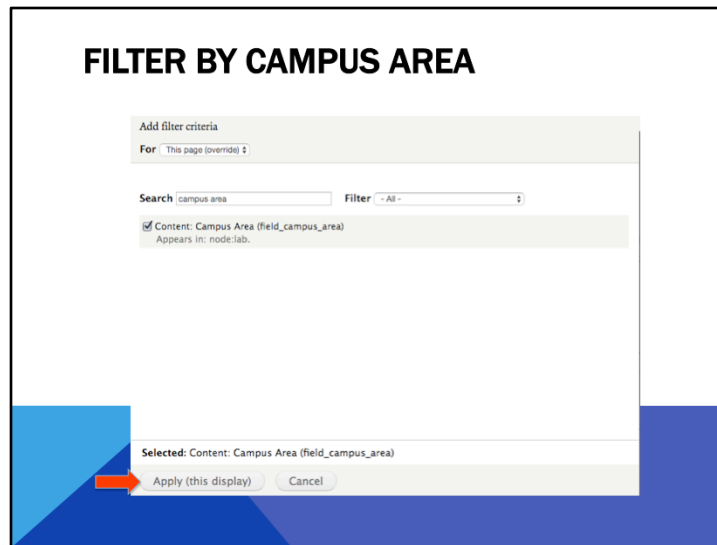 FILTER BY CAMPUS AREA
Add filter criteria
For This page (override)
Search campus area Filter - All -
Content: Campus Area (field_campus_area)
Appears in: node:lab.
Selected: Content: Campus Area (field_campus_area)
Apply (this display) Cancel